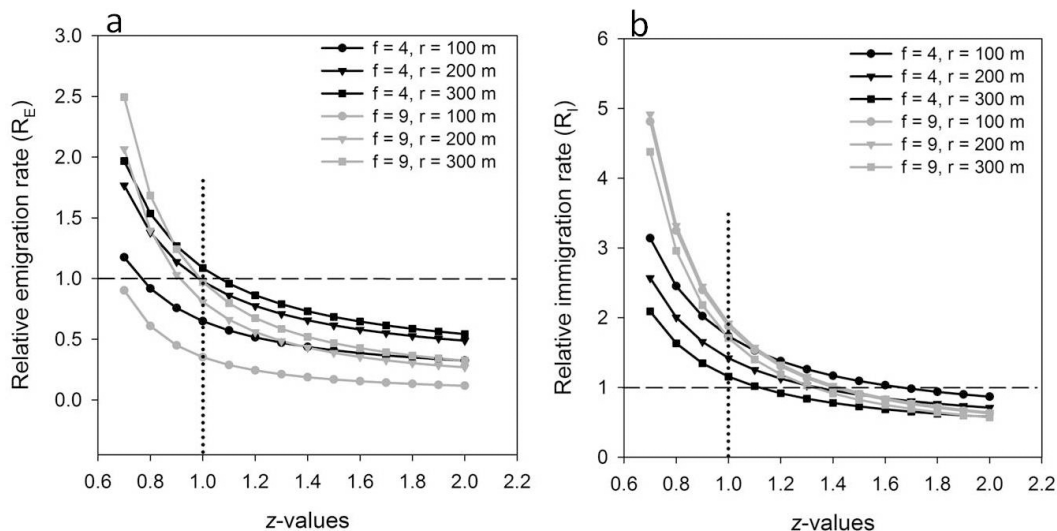 a
3.0
2.5
2.0
1.5
1.0
0.5
0.0
Relative emigration rate (R_E)
f = 4, r = 100 m
f = 4, r = 200 m
f = 4, r = 300 m
f = 9, r = 100 m
f = 9, r = 200 m
f = 9, r = 300 m
0.6 0.8 1.0 1.2 1.4 1.6 1.8 2.0 2.2
z-values
b
6
5
4
3
2
1
0
Relative immigration rate (R_I)
f = 4, r = 100 m
f = 4, r = 200 m
f = 4, r = 300 m
f = 9, r = 100 m
f = 9, r = 200 m
f = 9, r = 300 m
0.6 0.8 1.0 1.2 1.4 1.6 1.8 2.0 2.2
z-values